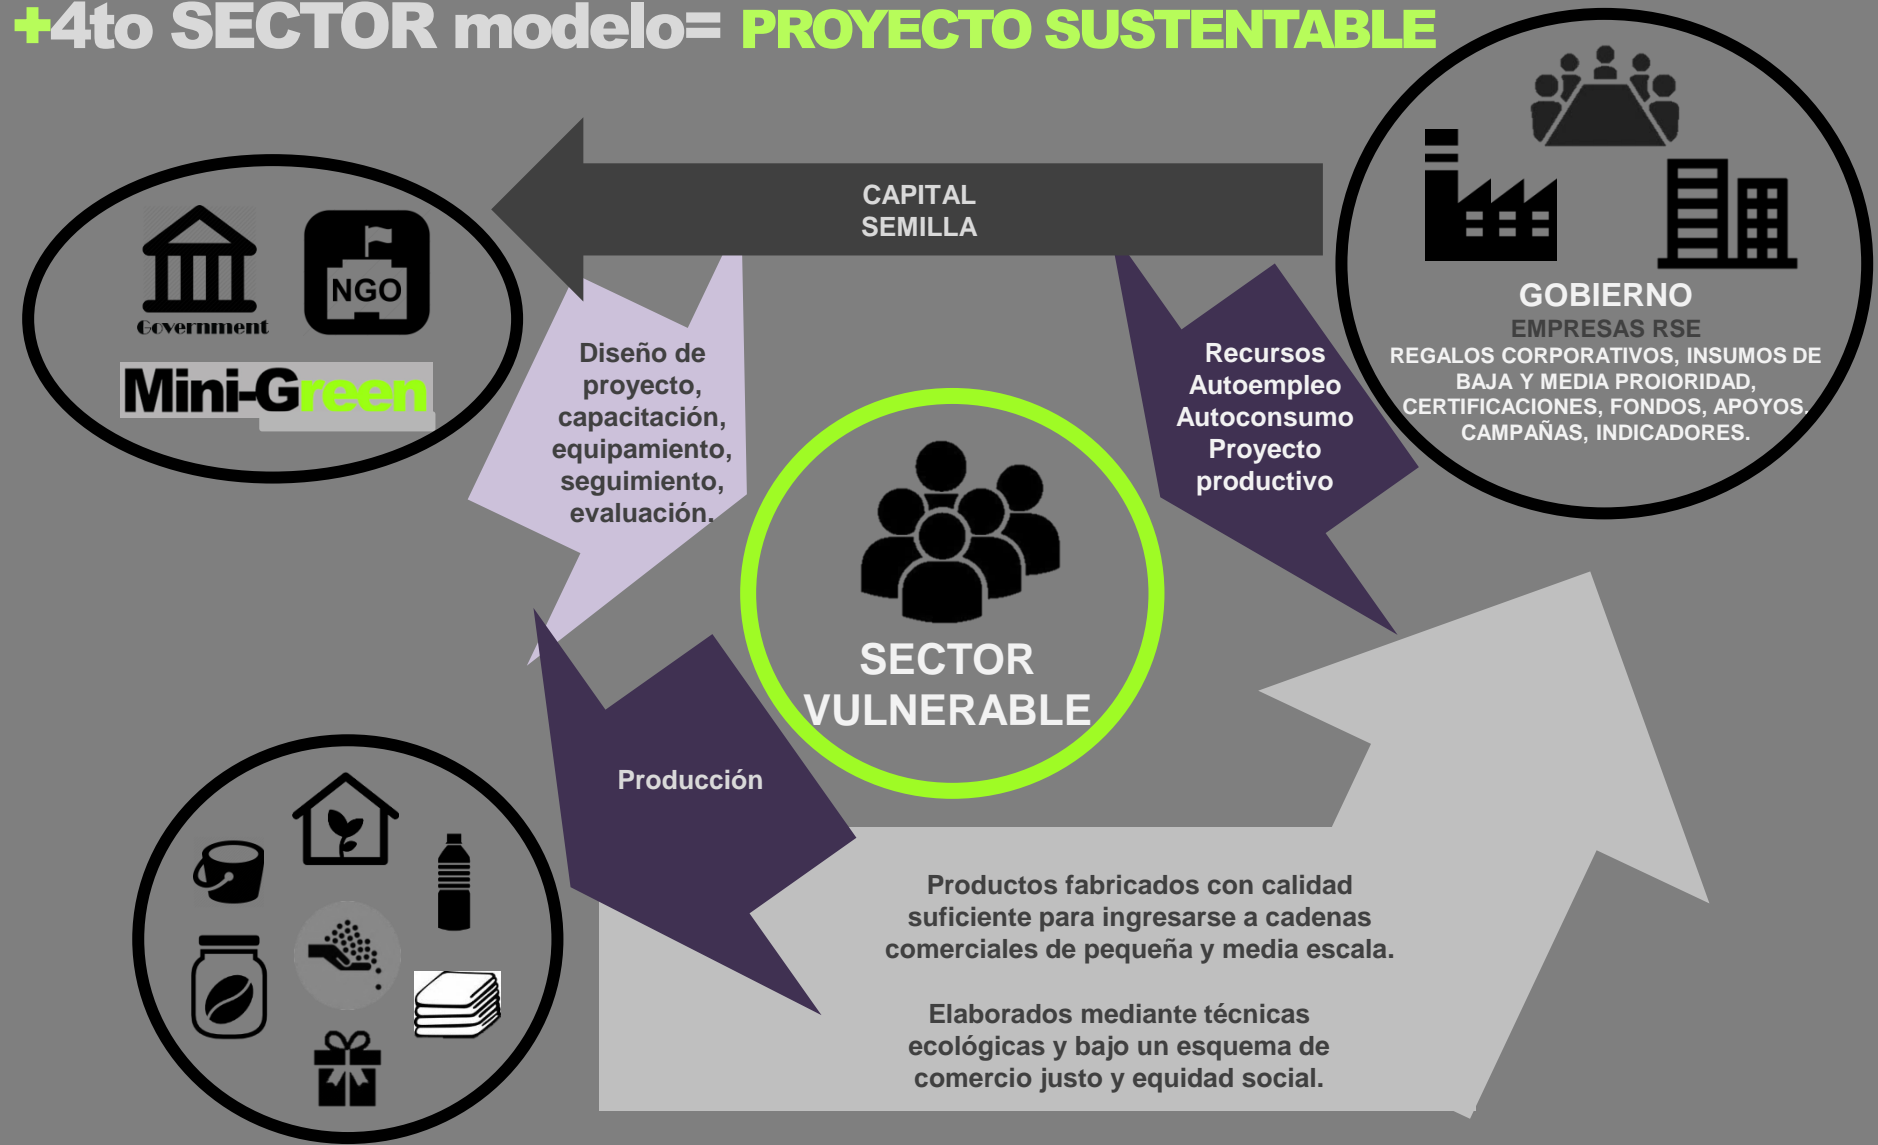 +4to SECTOR modelo= PROYECTO SUSTENTABLE
CAPITAL
SEMILLA
Government
NGO
Mini-Green
GOBIERNO
EMPRESAS RSE
REGALOS CORPORATIVOS, INSUMOS DE
BAJA Y MEDIA PROIORIDAD,
CERTIFICACIONES, FONDOS, APOYOS.
CAMPAÑAS, INDICADORES.
Diseño de
proyecto,
capacitación,
equipamiento,
seguimiento,
evaluación.
Recursos
Autoempleo
Autoconsumo
Proyecto
productivo
SECTOR
VULNERABLE
Producción
Productos fabricados con calidad
suficiente para ingresarse a cadenas
comerciales de pequeña y media escala.
Elaborados mediante técnicas
ecológicas y bajo un esquema de
comercio justo y equidad social.